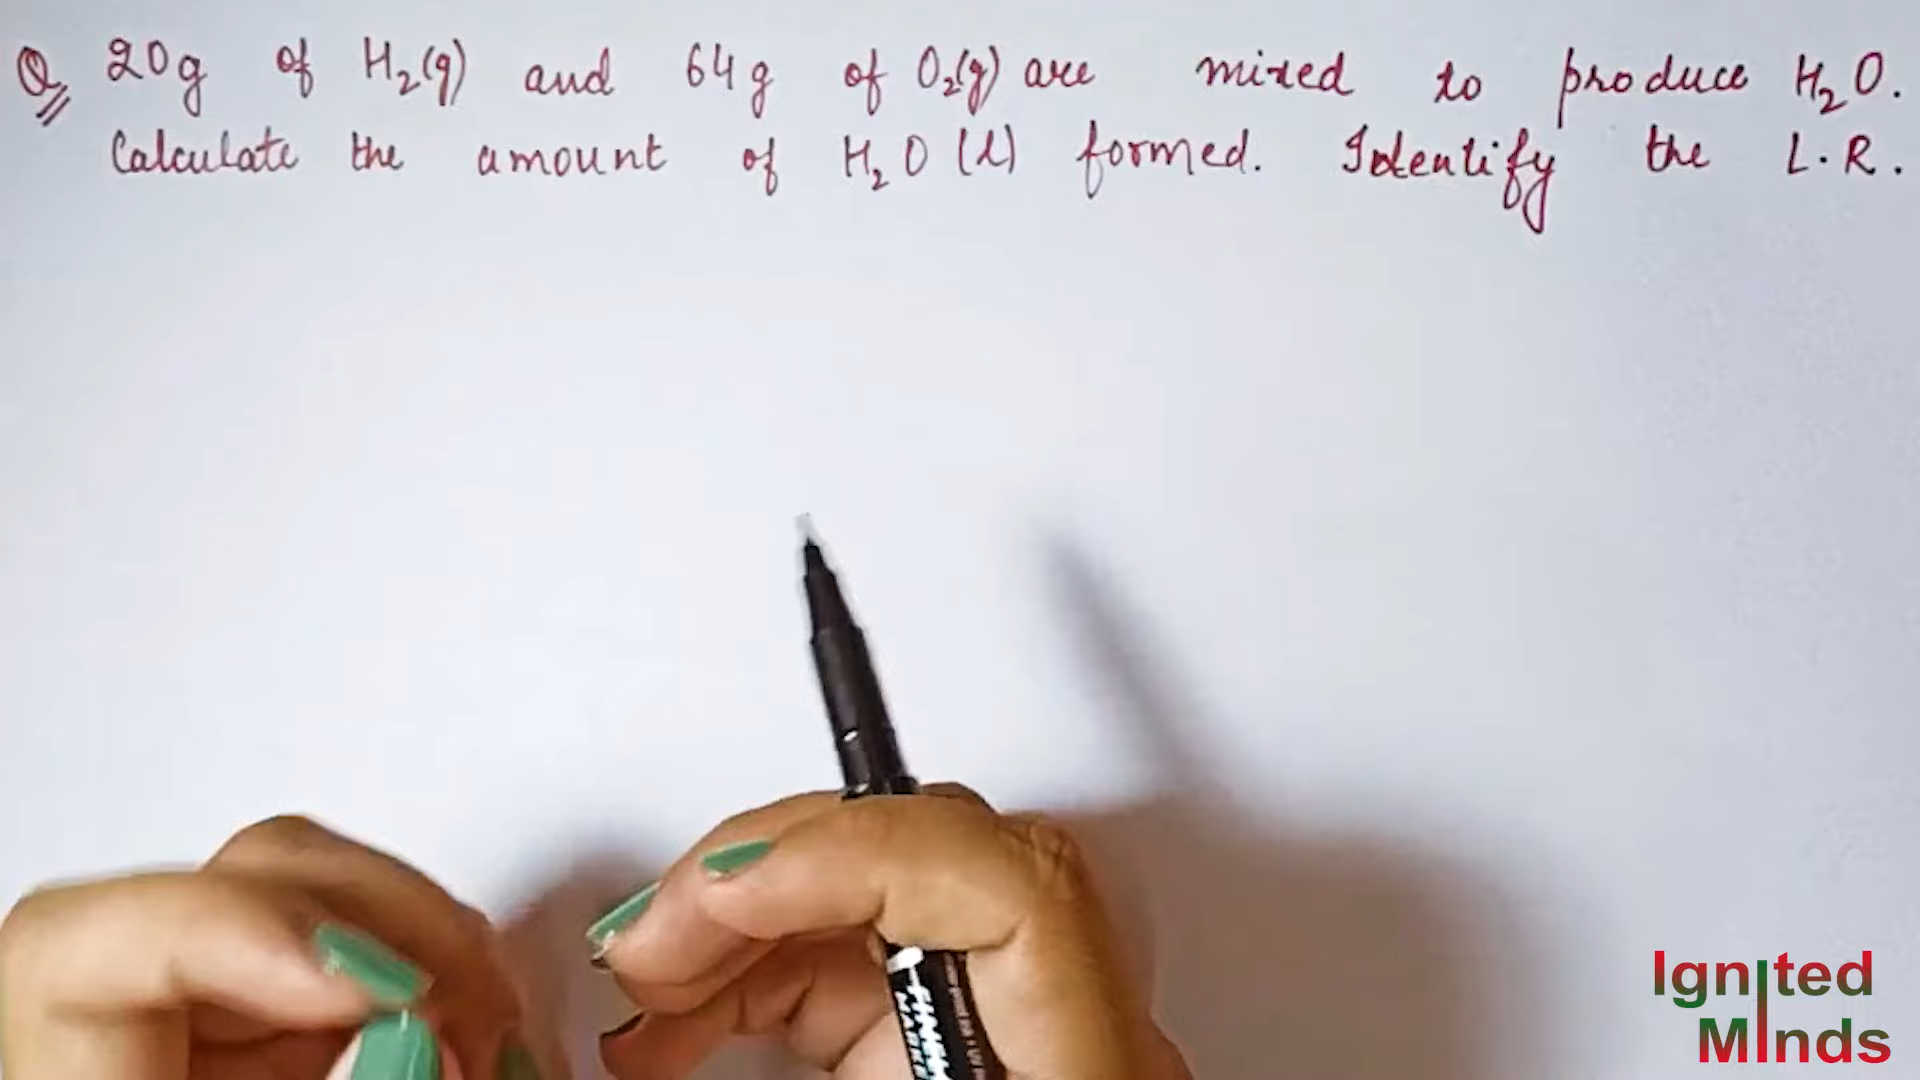 Q 20g of H₂(g) and 64g of O₂(g) are mixed to produce H₂O.
Calculate the amount of H₂O (l) formed. Identify the L.R.
Ignited
Minds